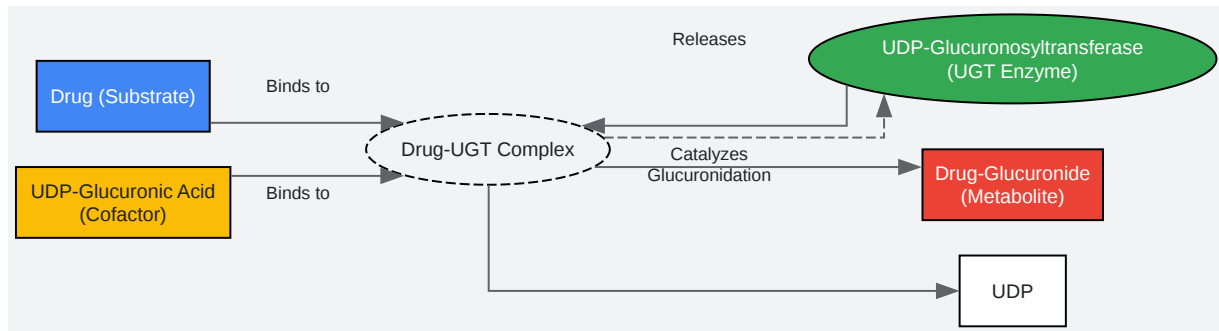 Releases
UDP-Glucuronosyltransferase
(UGT Enzyme)
Drug (Substrate)
Binds to
Drug-UGT Complex
Catalyzes
Glucuronidation
Drug-Glucuronide
(Metabolite)
UDP-Glucuronic Acid
(Cofactor)
Binds to
UDP